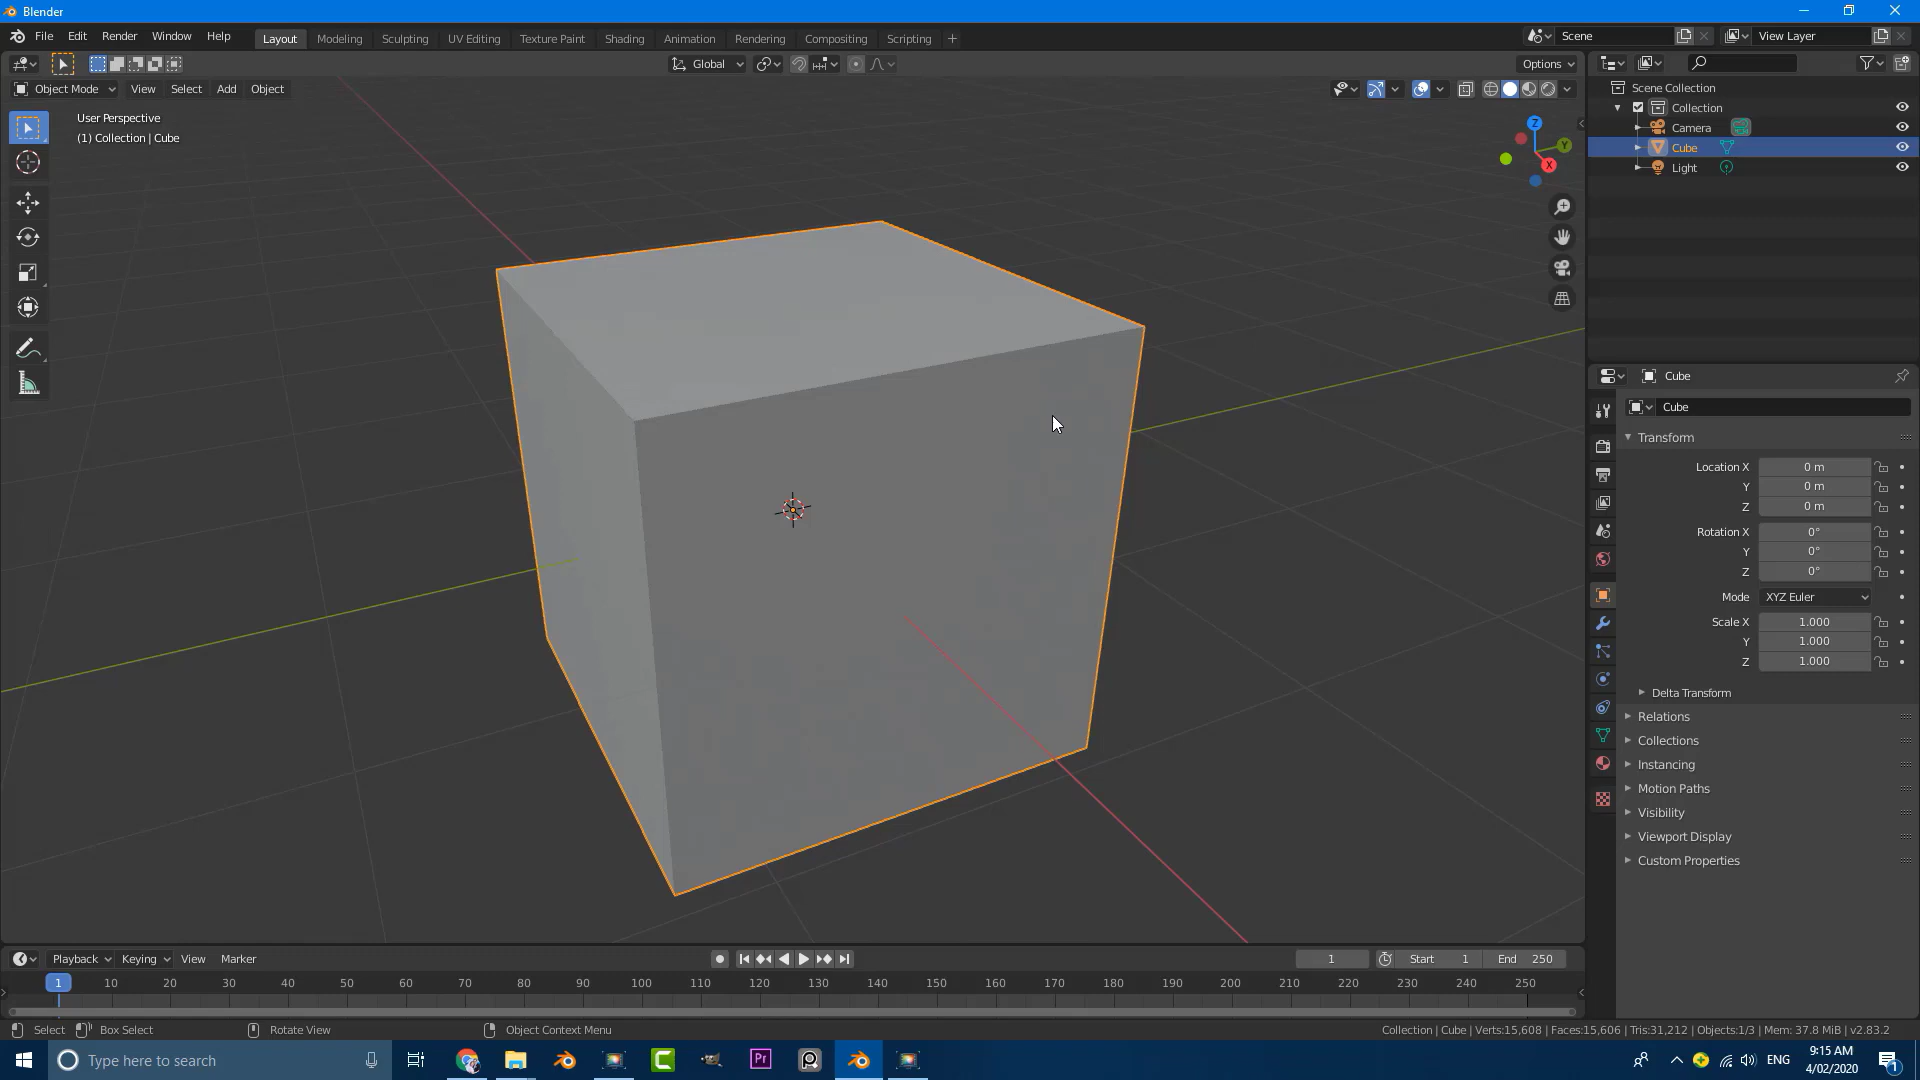 Blender
File Edit Render Window Help Layout Modeling Sculpting UV Editing Texture Paint Shading Animation Rendering Compositing Scripting + Scene View Layer
Global Options
Object Mode View Select Add Object
User Perspective
(1) Collection | Cube
Z
Y
X
Scene Collection
Collection
Camera
Cube
Light
Cube
Cube
Transform
Location X 0 m
Y 0 m
Z 0 m
Rotation X 0°
Y 0°
Z 0°
Mode XYZ Euler
Scale X 1.000
Y 1.000
Z 1.000
Delta Transform
Relations
Collections
Instancing
Motion Paths
Visibility
Viewport Display
Custom Properties
Playback Keying View Marker 1 Start 1 End 250
1 10 20 30 40 50 60 70 80 90 100 110 120 130 140 150 160 170 180 190 200 210 220 230 240 250
Select Box Select Rotate View Object Context Menu Collection | Cube | Verts:15,608 | Faces:15,606 | Tris:31,212 | Objects:1/3 | Mem: 37.8 MiB | v2.83.2
Type here to search Pr ENG 9:15 AM
4/02/2020 1